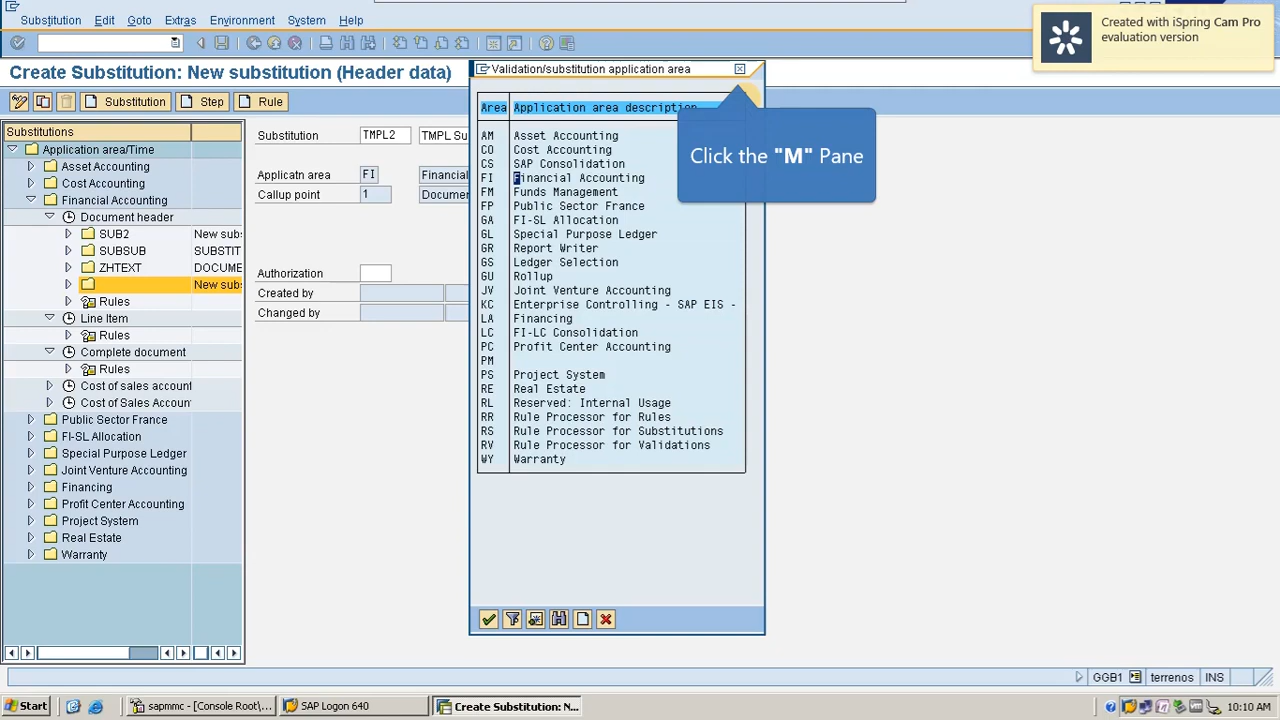 Substitution Edit Goto Extras Environment System Help
Created with iSpring Cam Pro
evaluation version
Create Substitution: New substitution (Header data)
Substitution Step Rule
Substitutions
Application area/Time
Asset Accounting
Cost Accounting
Financial Accounting
Document header
SUB2 New sub
SUBSUB SUBSTIT
ZHTEXT DOCUME
New sub
Rules
Line Item
Rules
Complete document
Rules
Cost of sales account
Cost of Sales Accour
Public Sector France
FI-SL Allocation
Special Purpose Ledger
Joint Venture Accounting
Financing
Profit Center Accounting
Project System
Real Estate
Warranty
Substitution TMPL2 TMPL Su
Applicatn area FI Financial
Callup point 1 Documen
Authorization
Created by
Changed by
Validation/substitution application area
Area Application area description
AM Asset Accounting
CO Cost Accounting
CS SAP Consolidation
FI Financial Accounting
FM Funds Management
FP Public Sector France
GA FI-SL Allocation
GL Special Purpose Ledger
GR Report Writer
GS Ledger Selection
GU Rollup
JV Joint Venture Accounting
KC Enterprise Controlling - SAP EIS -
LA Financing
LC FI-LC Consolidation
PC Profit Center Accounting
PM
PS Project System
RE Real Estate
RL Reserved: Internal Usage
RR Rule Processor for Rules
RS Rule Processor for Substitutions
RV Rule Processor for Validations
WY Warranty
Click the "M" Pane
GGB1 terrenos INS
Start sapmmc - [Console Root\... SAP Logon 640 Create Substitution: N... 10:10 AM